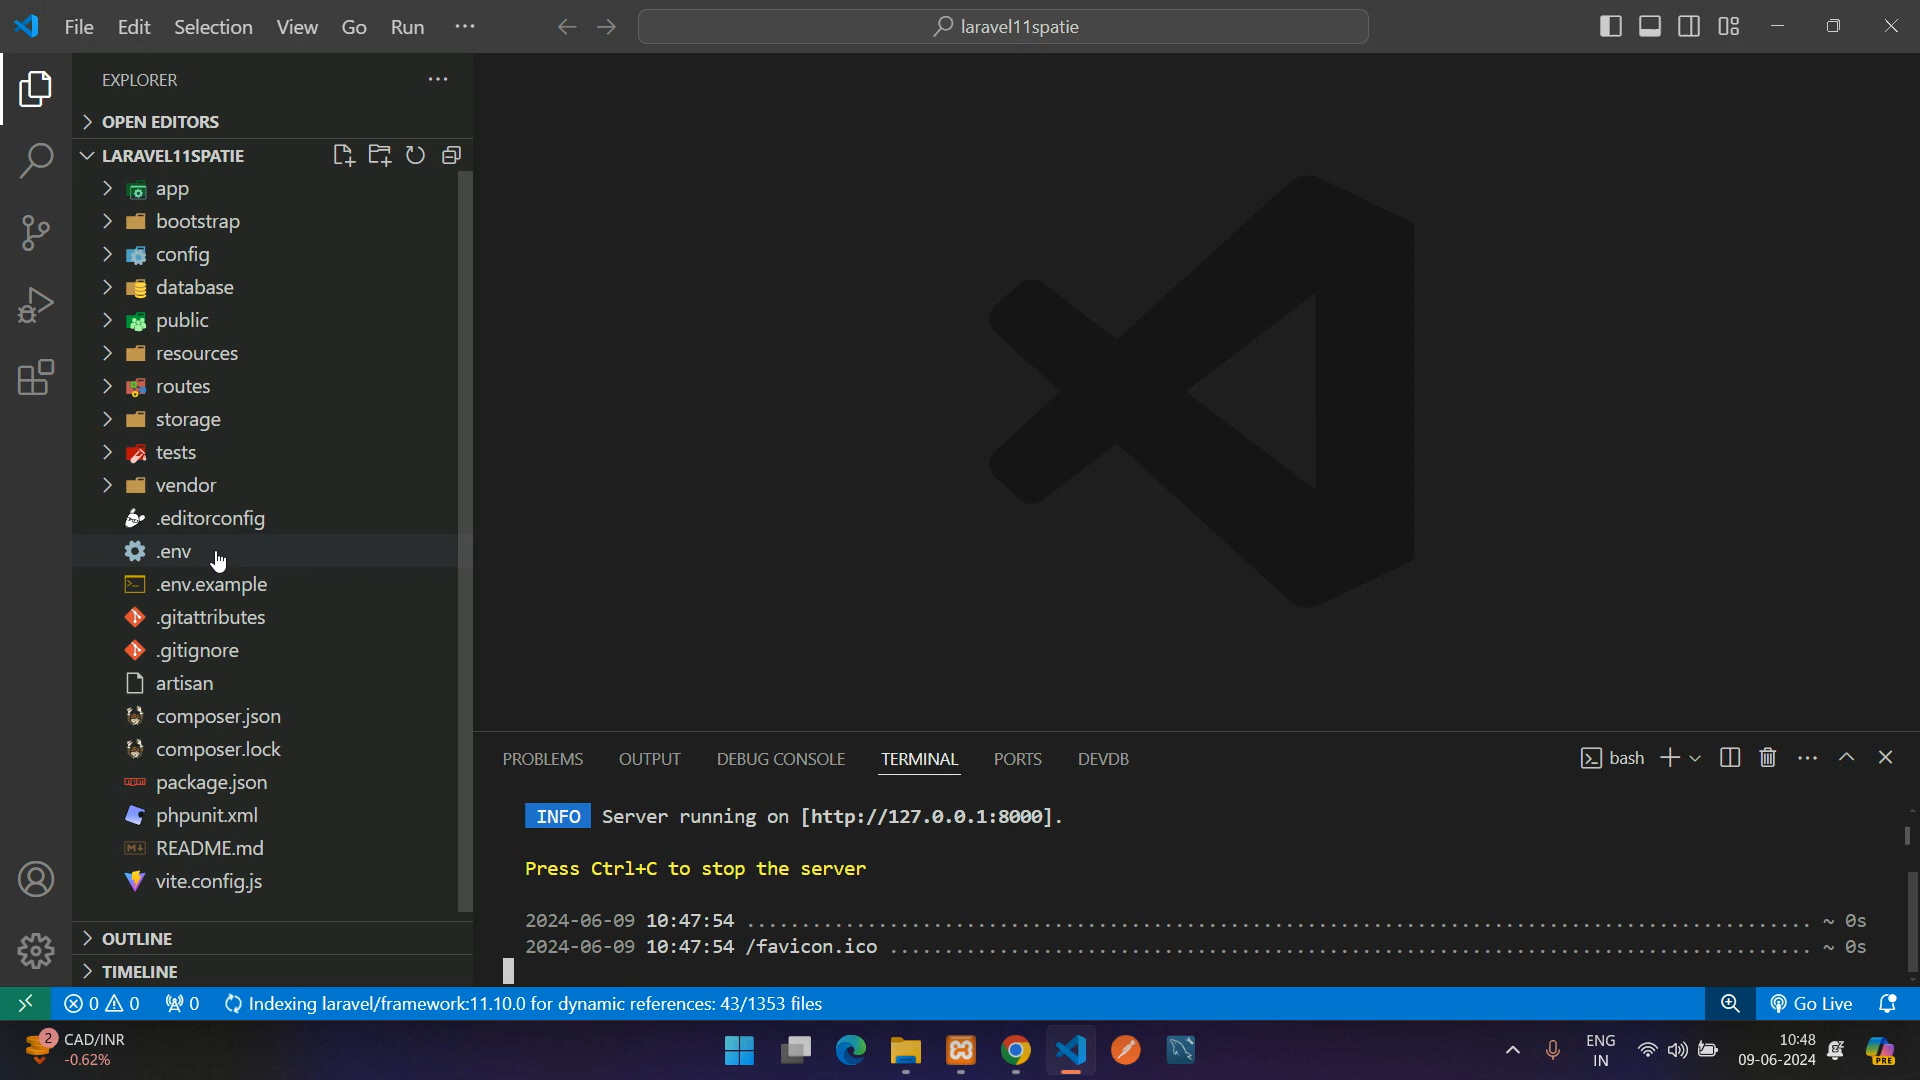 File Edit Selection View Go Run ···
laravel11spatie
EXPLORER
OPEN EDITORS
LARAVEL11SPATIE
app
bootstrap
config
database
public
resources
routes
storage
tests
vendor
.editorconfig
.env
.env.example
.gitattributes
.gitignore
artisan
composer.json
composer.lock
package.json
phpunit.xml
README.md
vite.config.js
OUTLINE
TIMELINE
PROBLEMS OUTPUT DEBUG CONSOLE TERMINAL PORTS DEVDB
bash
INFO Server running on [http://127.0.0.1:8000].
Press Ctrl+C to stop the server
2024-06-09 10:47:54 ................................................................................................. ~ 0s
2024-06-09 10:47:54 /favicon.ico .................................................................................... ~ 0s
0 0 0 Indexing laravel/framework:11.10.0 for dynamic references: 43/1353 files
Go Live
2 CAD/INR
-0.62%
ENG
IN
10:48
09-06-2024
PRE